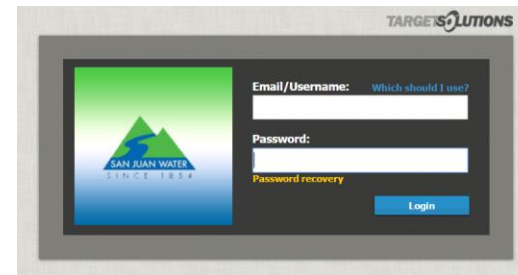 TARGETSOLUTIONS
Email/Username: Which should I use?
Password:
SAN JUAN WATER
SINCE 1854
Password recovery
Login